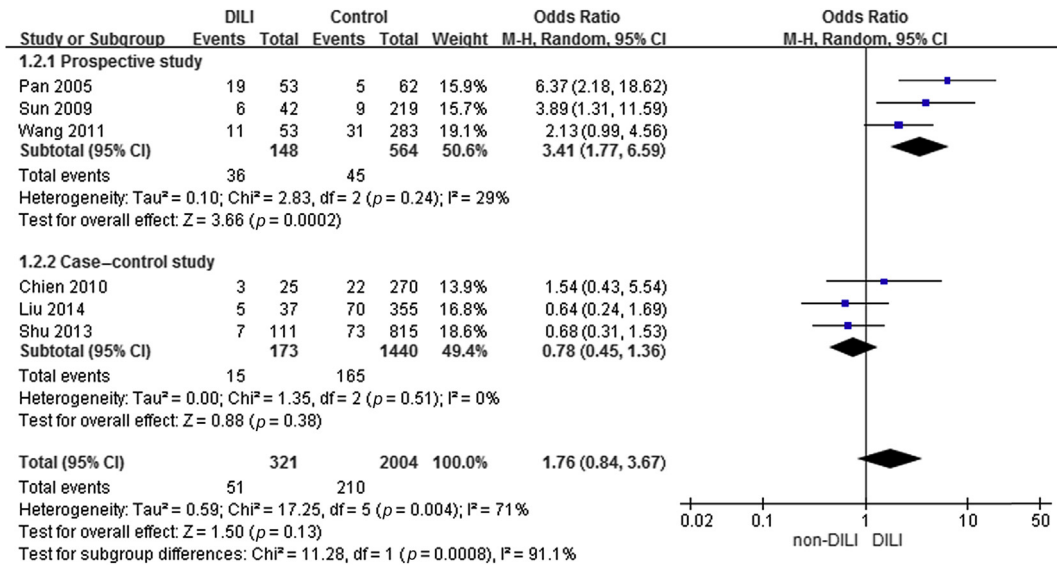 DILI Control Odds Ratio Odds Ratio
Study or Subgroup Events Total Events Total Weight M-H, Random, 95% CI M-H, Random, 95% CI
1.2.1 Prospective study
Pan 2005 19 53 5 62 15.9% 6.37 (2.18, 18.62)
Sun 2009 6 42 9 219 15.7% 3.89 (1.31, 11.59)
Wang 2011 11 53 31 283 19.1% 2.13 (0.99, 4.56)
Subtotal (95% CI) 148 564 50.6% 3.41 (1.77, 6.59)
Total events 36 45
Heterogeneity: Tau² = 0.10; Chi² = 2.83, df = 2 (p = 0.24); I² = 29%
Test for overall effect: Z = 3.66 (p = 0.0002)
1.2.2 Case–control study
Chien 2010 3 25 22 270 13.9% 1.54 (0.43, 5.54)
Liu 2014 5 37 70 355 16.8% 0.64 (0.24, 1.69)
Shu 2013 7 111 73 815 18.6% 0.68 (0.31, 1.53)
Subtotal (95% CI) 173 1440 49.4% 0.78 (0.45, 1.36)
Total events 15 165
Heterogeneity: Tau² = 0.00; Chi² = 1.35, df = 2 (p = 0.51); I² = 0%
Test for overall effect: Z = 0.88 (p = 0.38)
Total (95% CI) 321 2004 100.0% 1.76 (0.84, 3.67)
Total events 51 210
Heterogeneity: Tau² = 0.59; Chi² = 17.25, df = 5 (p = 0.004); I² = 71%
Test for overall effect: Z = 1.50 (p = 0.13)
Test for subgroup differences: Chi² = 11.28, df = 1 (p = 0.0008), I² = 91.1%
0.02 0.1 1 10 50
non-DILI DILI